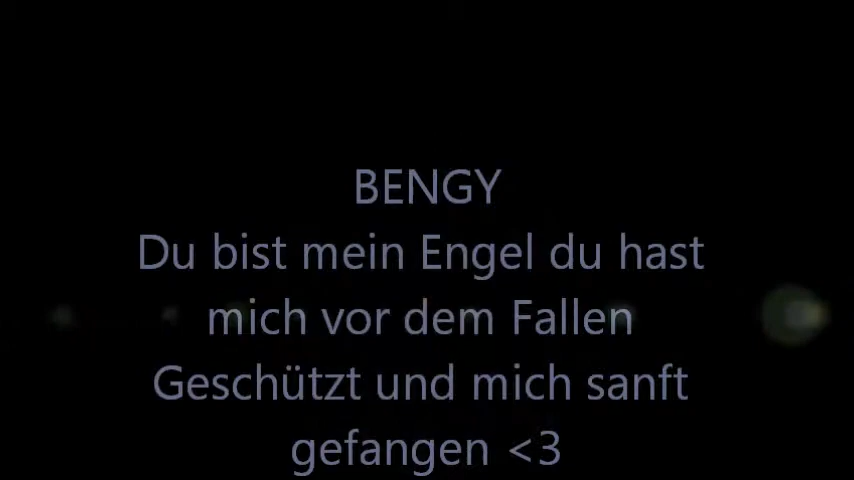 BENGY
Du bist mein Engel du hast
mich vor dem Fallen
Geschützt und mich sanft
gefangen <3